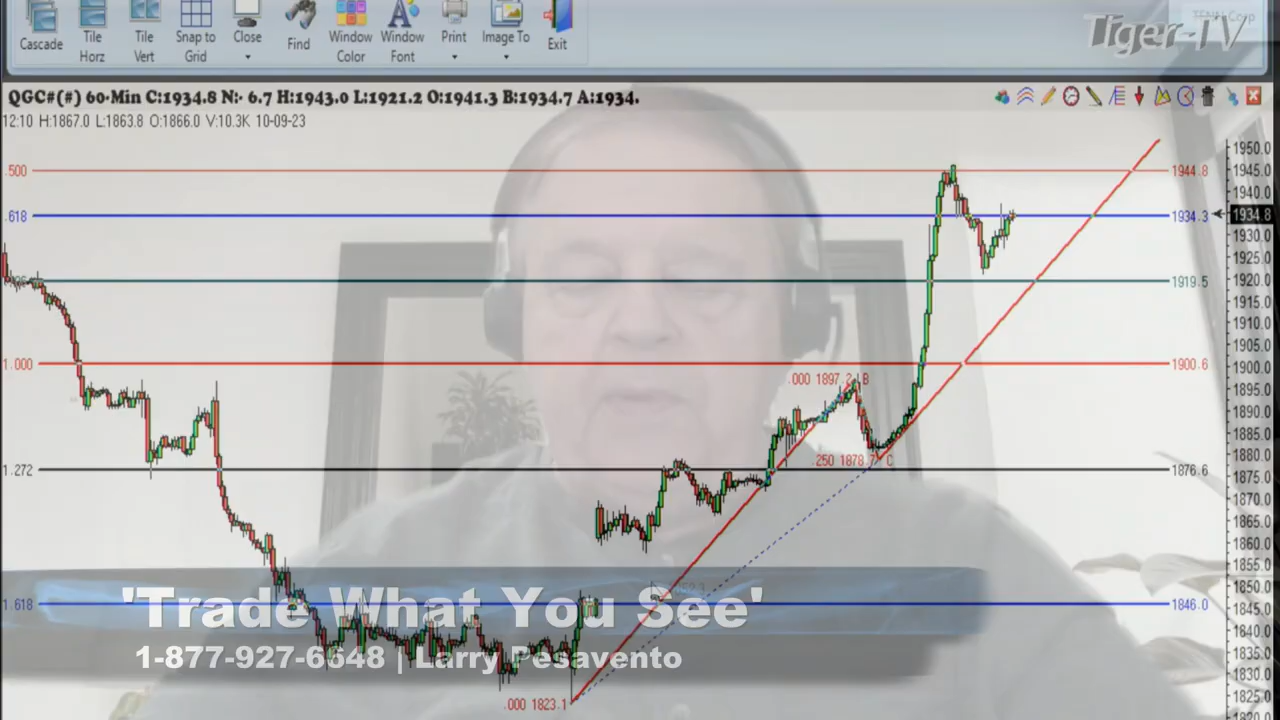 Cascade
Tile Horz
Tile Vert
Snap to Grid
Close
Find
Window Color
Window Font
Print
Image To
Exit
Tiger-TV
QGC#(#) 60-Min C:1934.8 N:- 6.7 H:1943.0 L:1921.2 O:1941.3 B:1934.7 A:1934.
12:10 H:1867.0 L:1863.8 O:1866.0 V:10.3K 10-09-23
1950.0
.500 1944.8 1945.0
1940.0
.618 1934.3 1934.8
1930.0
1925.0
1919.5 1920.0
1915.0
1910.0
1905.0
1.000 1900.6 1900.0
1895.0
.000 1897.2 B
1890.0
1885.0
.250 1878.7 C 1880.0
1.272 1876.6 1875.0
1870.0
1865.0
1860.0
1855.0
1850.0
1.618 1846.0 1845.0
'Trade What You See'
1840.0
1-877-927-6648 | Larry Pesavento
1835.0
1830.0
.000 1823.1 1825.0
1820.0